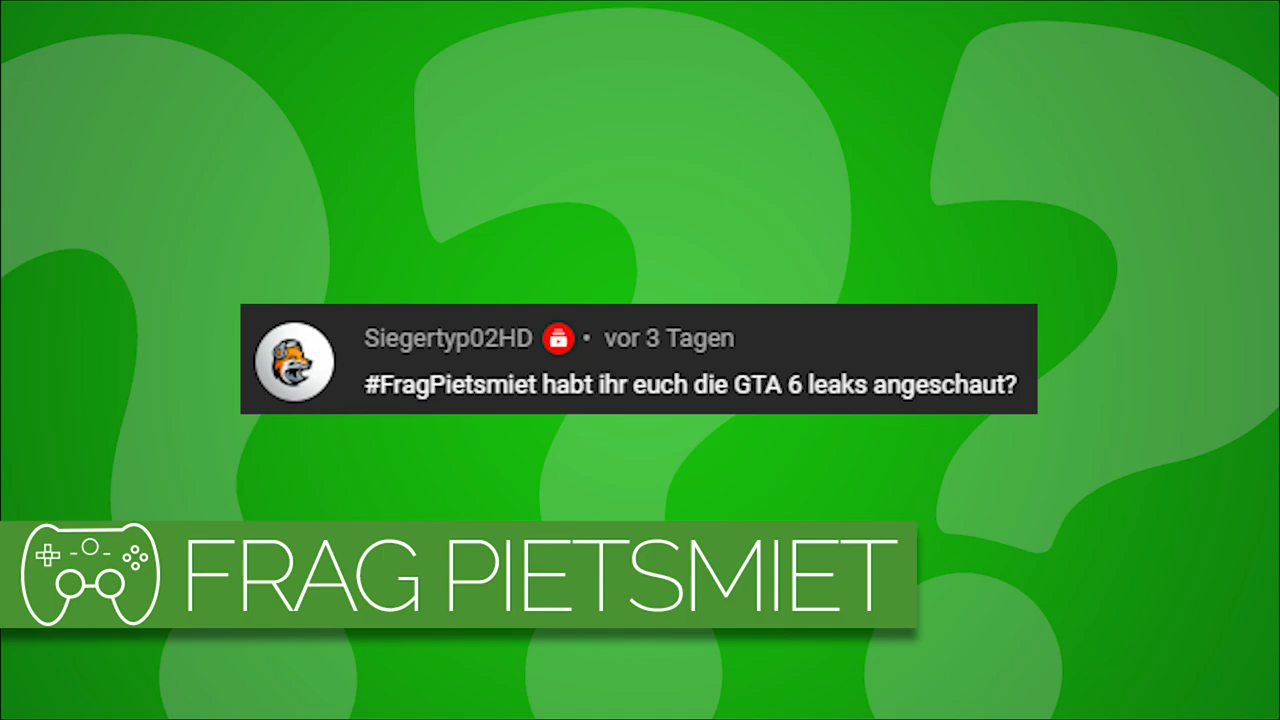 Siegertyp02HD • vor 3 Tagen
#FragPietsmiet habt ihr euch die GTA 6 leaks angeschaut?
FRAG PIETSMIET